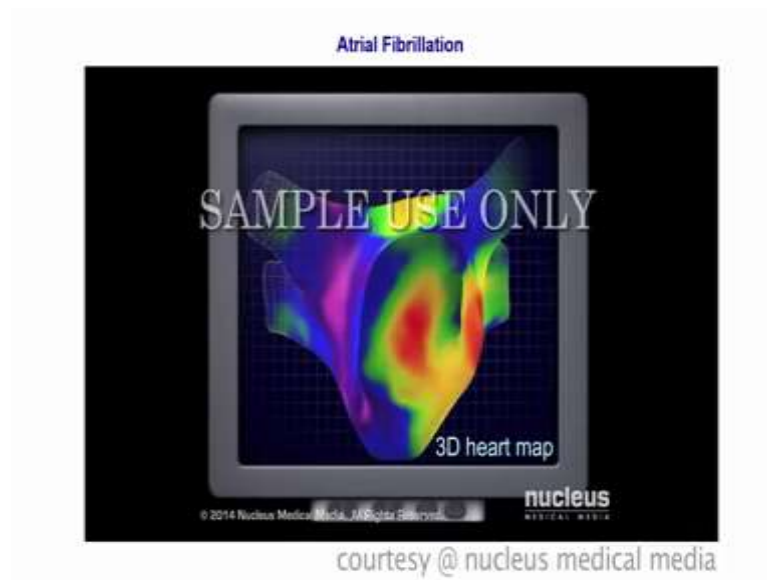 Atrial Fibrillation
SAMPLE USE ONLY
3D heart map
nucleus
MEDICAL MEDIA
© 2014 Nucleus Medical Media. All Rights Reserved.
courtesy @ nucleus medical media